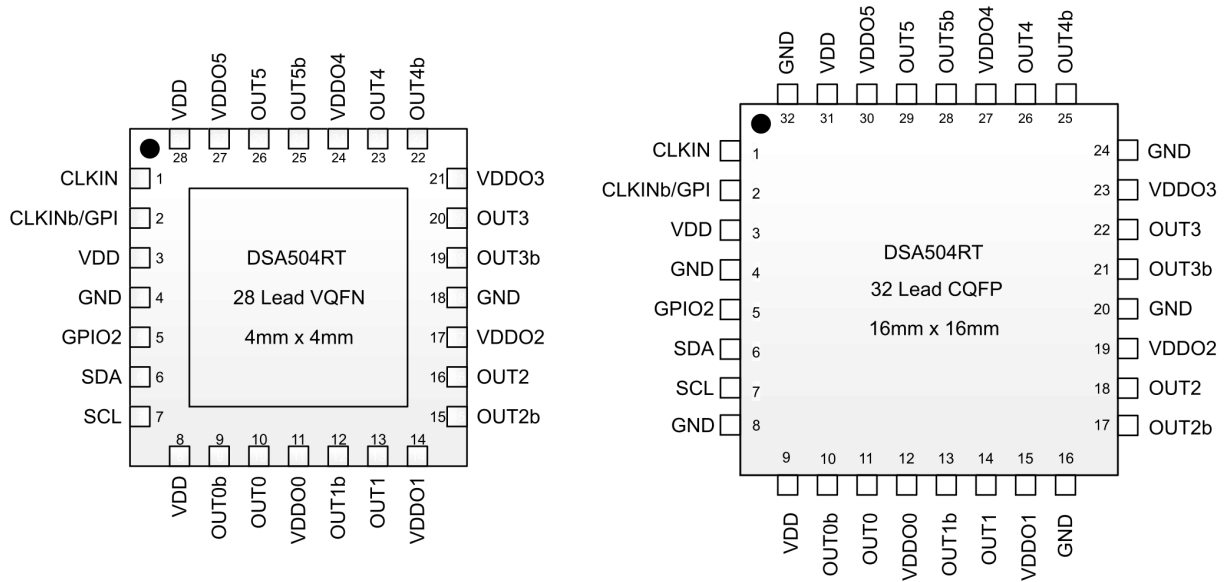 VDD
VDDO5
OUT5
OUT5b
VDDO4
OUT4
OUT4b
28
27
26
25
24
23
22
CLKIN 1
CLKINb/GPI 2
VDD 3
GND 4
GPIO2 5
SDA 6
SCL 7
DSA504RT
28 Lead VQFN
4mm x 4mm
21 VDDO3
20 OUT3
19 OUT3b
18 GND
17 VDDO2
16 OUT2
15 OUT2b
8
9
10
11
12
13
14
VDD
OUT0b
OUT0
VDDO0
OUT1b
OUT1
VDDO1
GND
VDD
VDDO5
OUT5
OUT5b
VDDO4
OUT4
OUT4b
32
31
30
29
28
27
26
25
CLKIN 1
CLKINb/GPI 2
VDD 3
GND 4
GPIO2 5
SDA 6
SCL 7
GND 8
DSA504RT
32 Lead CQFP
16mm x 16mm
24 GND
23 VDDO3
22 OUT3
21 OUT3b
20 GND
19 VDDO2
18 OUT2
17 OUT2b
9
10
11
12
13
14
15
16
VDD
OUT0b
OUT0
VDDO0
OUT1b
OUT1
VDDO1
GND